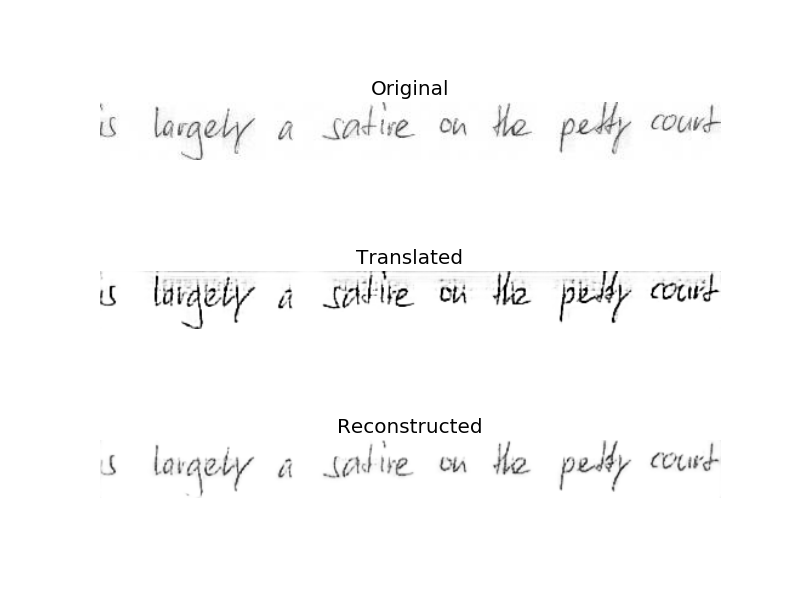 Original
is largely a satire on the petty court
Translated
is largely a satire on the petty court
Reconstructed
is largely a satire on the petty court